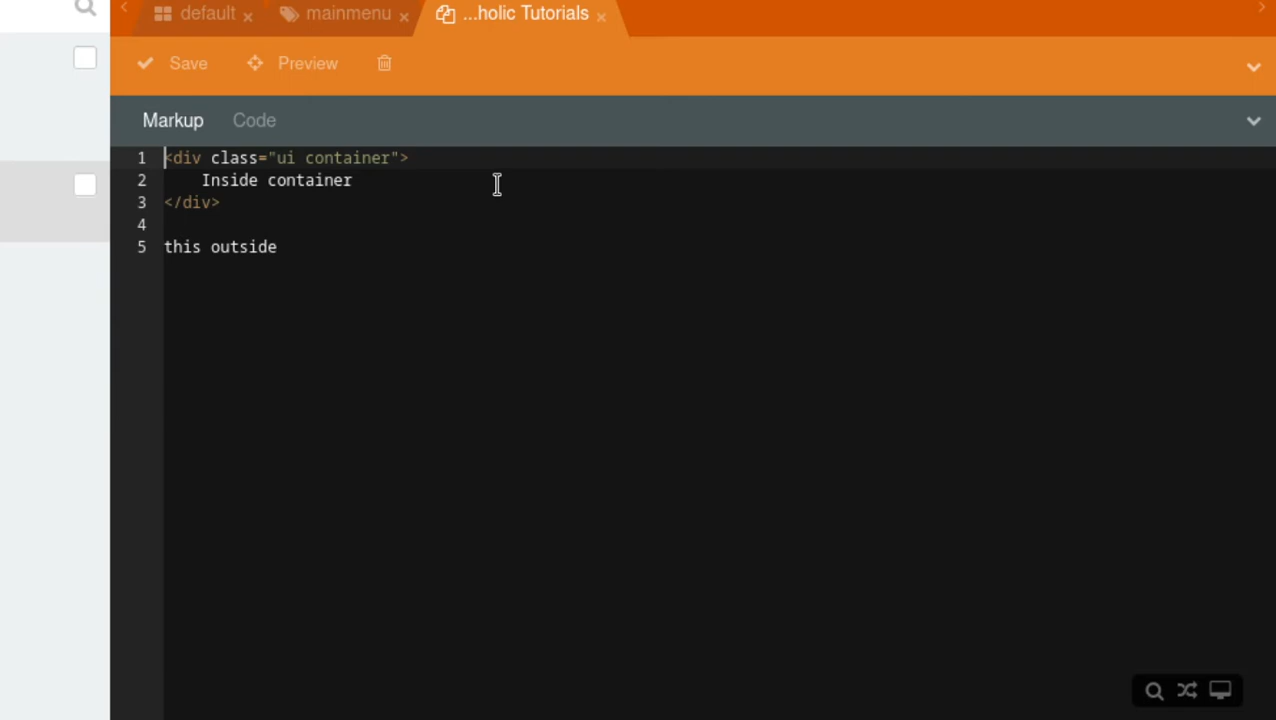 default mainmenu ...holic Tutorials
Save Preview
Markup Code
1 <div class="ui container">
2 Inside container
3 </div>
4
5 this outside